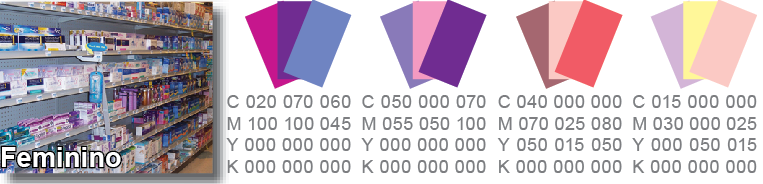 Feminino
C 020 070 060
M 100 100 045
Y 000 000 000
K 000 000 000
C 050 000 070
M 055 050 100
Y 000 000 000
K 000 000 000
C 040 000 000
M 070 025 080
Y 050 015 050
K 000 000 000
C 015 000 000
M 030 000 025
Y 000 050 015
K 000 000 000